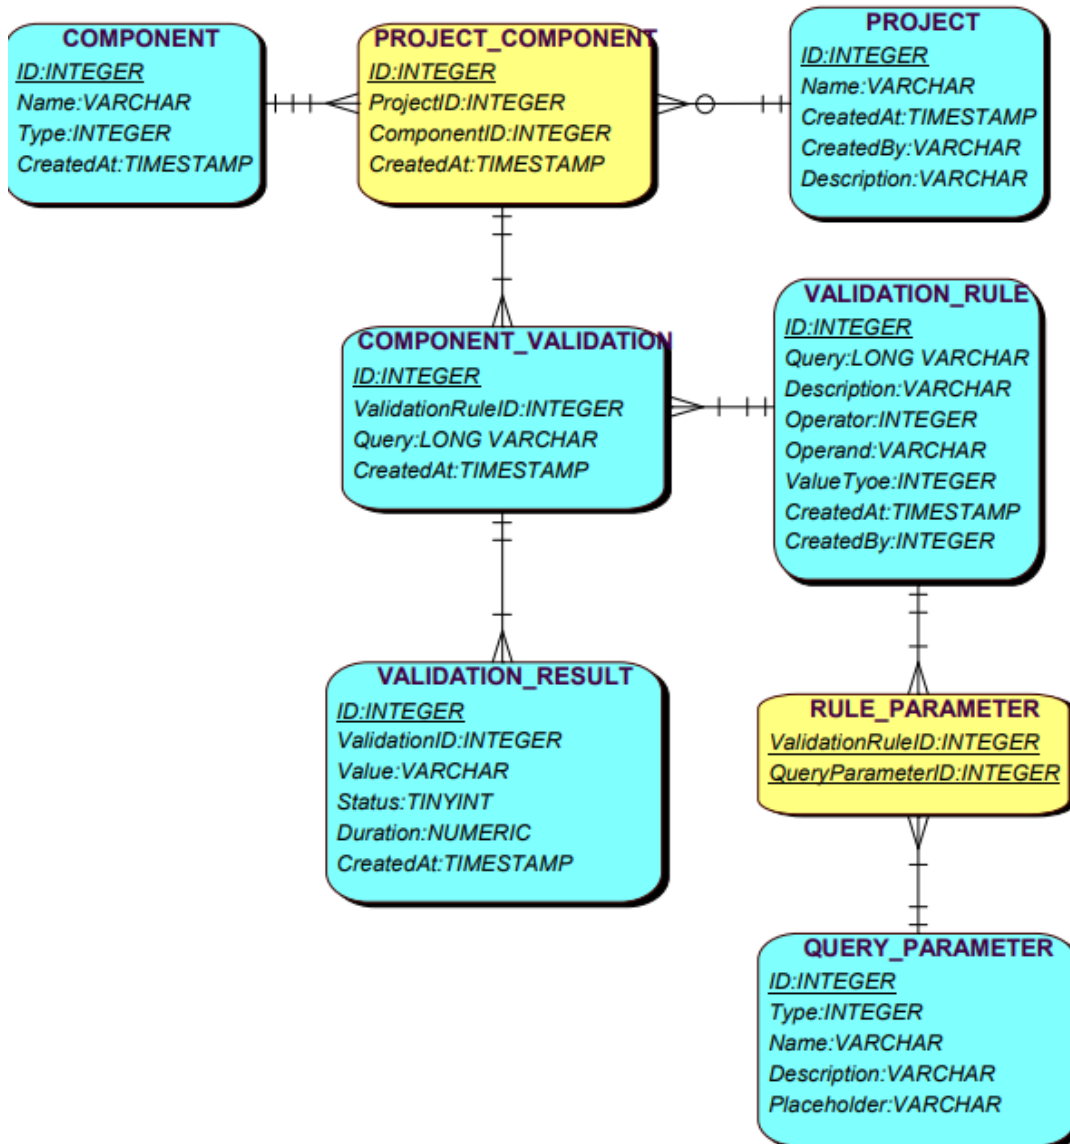 COMPONENT
ID:INTEGER
Name:VARCHAR
Type:INTEGER
CreatedAt:TIMESTAMP
PROJECT_COMPONENT
ID:INTEGER
ProjectID:INTEGER
ComponentID:INTEGER
CreatedAt:TIMESTAMP
PROJECT
ID:INTEGER
Name:VARCHAR
CreatedAt:TIMESTAMP
CreatedBy:VARCHAR
Description:VARCHAR
COMPONENT_VALIDATION
ID:INTEGER
ValidationRuleID:INTEGER
Query:LONG VARCHAR
CreatedAt:TIMESTAMP
VALIDATION_RULE
ID:INTEGER
Query:LONG VARCHAR
Description:VARCHAR
Operator:INTEGER
Operand:VARCHAR
ValueTyoe:INTEGER
CreatedAt:TIMESTAMP
CreatedBy:INTEGER
VALIDATION_RESULT
ID:INTEGER
ValidationID:INTEGER
Value:VARCHAR
Status:TINYINT
Duration:NUMERIC
CreatedAt:TIMESTAMP
RULE_PARAMETER
ValidationRuleID:INTEGER
QueryParameterID:INTEGER
QUERY_PARAMETER
ID:INTEGER
Type:INTEGER
Name:VARCHAR
Description:VARCHAR
Placeholder:VARCHAR